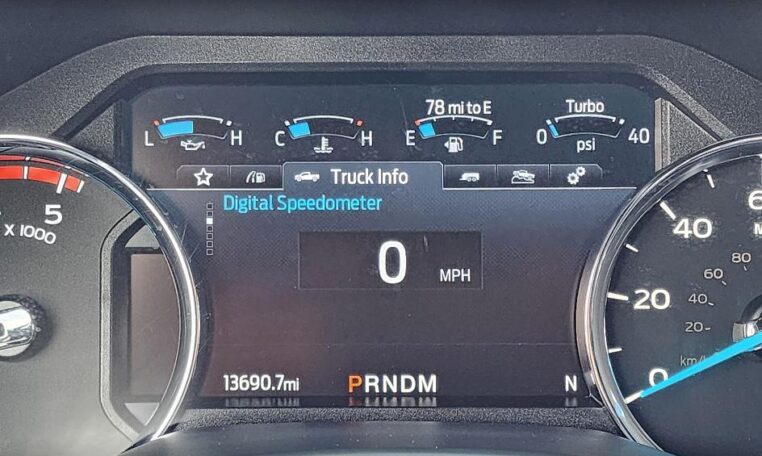 78 mi to E
Turbo
L H C H E F 0 40
psi
Truck Info
Digital Speedometer
0 MPH
13690.7mi PRNDM N
5
X 1000
40
20
0
80
60
40
20
km/